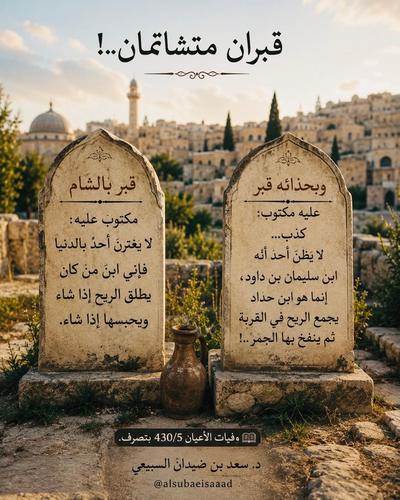 قبران متشاتمان..!
قبر بالشام
مكتوب عليه:
لا يغترنّ أحدٌ بالدنيا
فإني ابنُ منْ كان
يطلق الريح إذا شاء
ويحبسها إذا شاء.
وبحذائه قبر
عليه مكتوب:
كذب...
لا يَظنّ أحدٌ أنّه
ابن سليمان بن داود،
إنما هو ابن حداد
يجمع الريح في القربة
ثم ينفخ بها الجمر..!
وفيات الأعيان 430/5 بتصرف.
د. سعد بن ضيدان السبيعي
@alsubaeisaaad